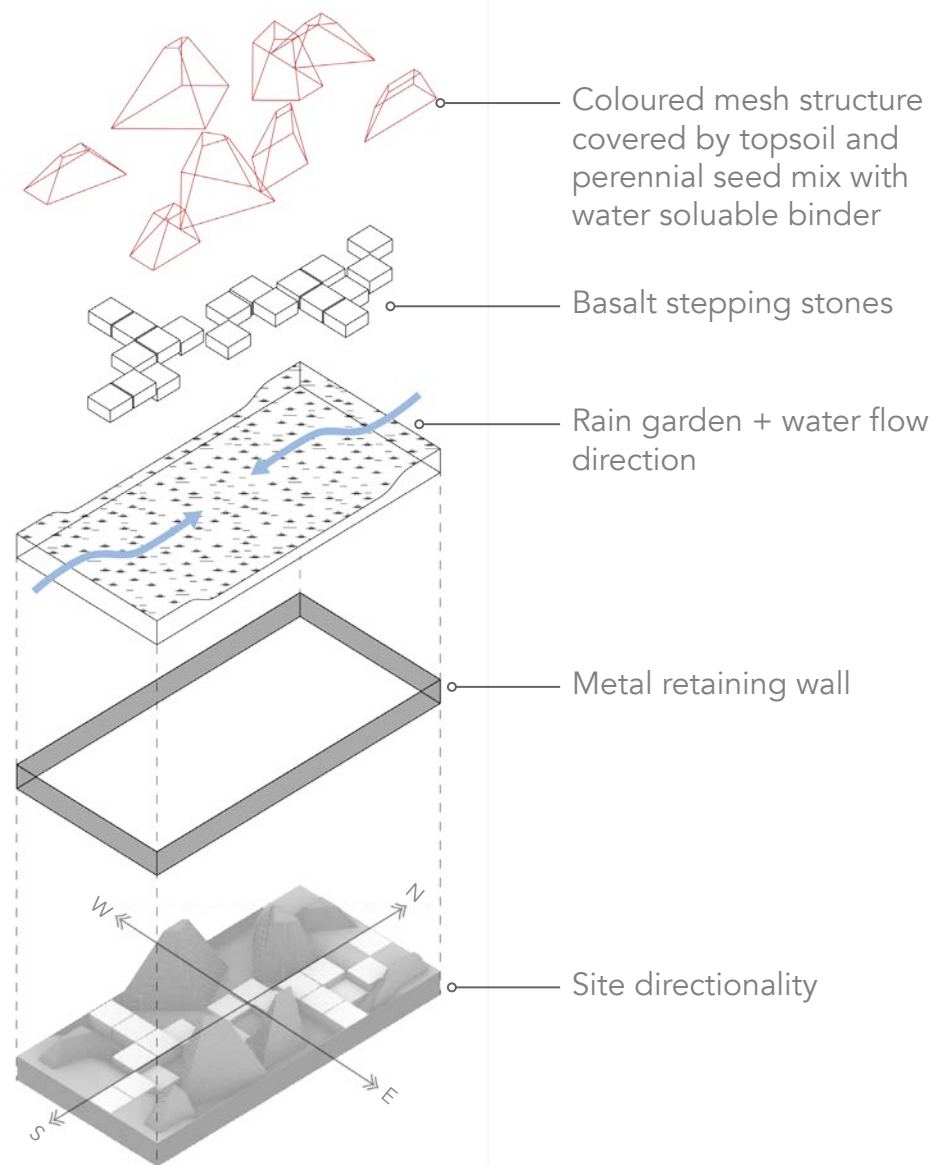 Coloured mesh structure
covered by topsoil and
perennial seed mix with
water soluable binder
Basalt stepping stones
Rain garden + water flow
direction
Metal retaining wall
W
N
Site directionality
E
S